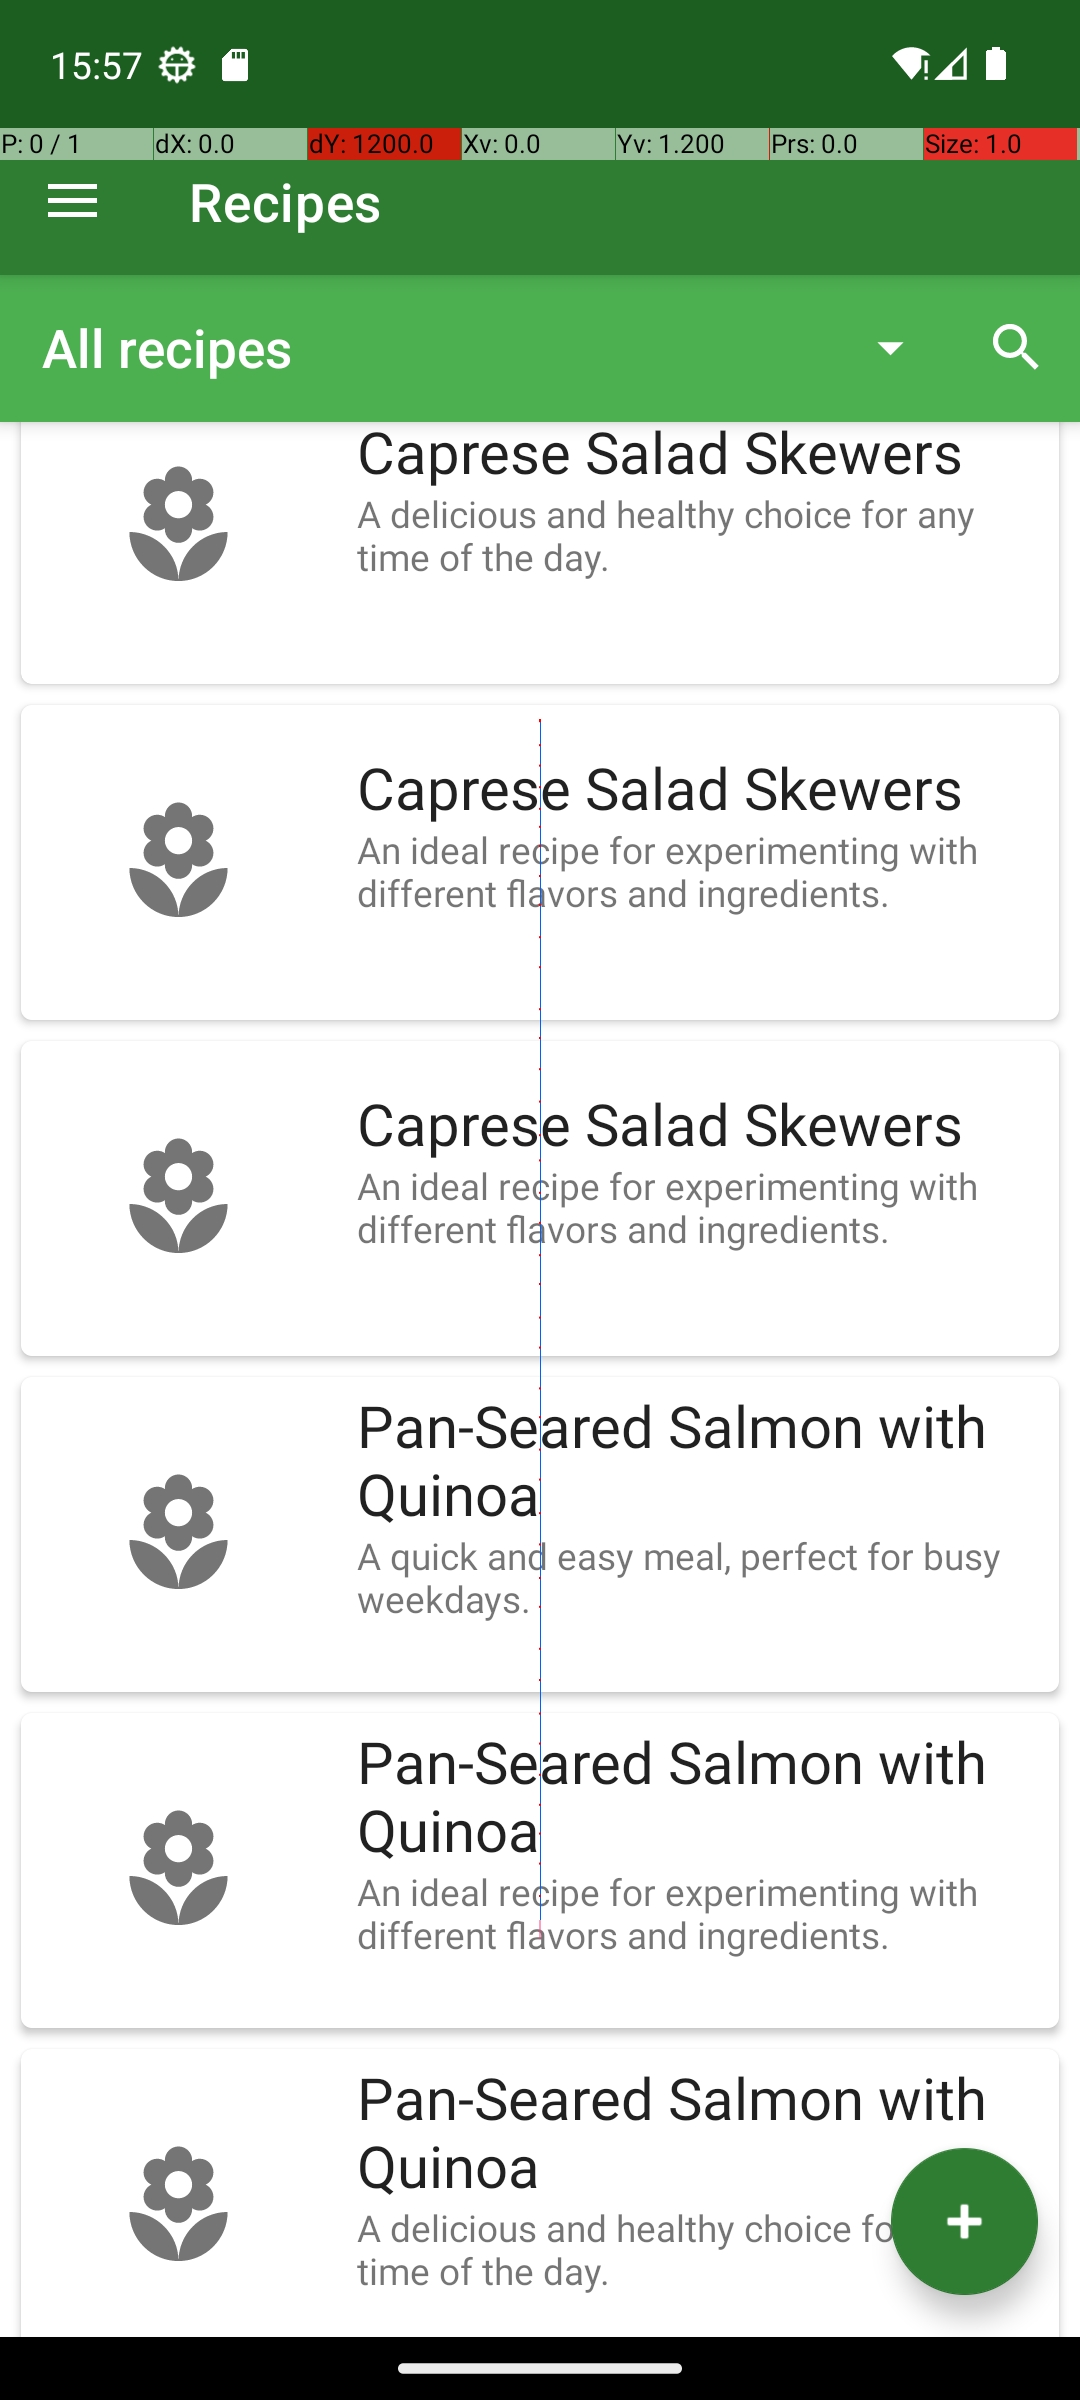 15:57
P: 0 / 1 dX: 0.0 dY: 1200.0 Xv: 0.0 Yv: 1.200 Prs: 0.0 Size: 1.0
Recipes
All recipes
Caprese Salad Skewers
A delicious and healthy choice for any
time of the day.
Caprese Salad Skewers
An ideal recipe for experimenting with
different flavors and ingredients.
Caprese Salad Skewers
An ideal recipe for experimenting with
different flavors and ingredients.
Pan-Seared Salmon with
Quinoa
A quick and easy meal, perfect for busy
weekdays.
Pan-Seared Salmon with
Quinoa
An ideal recipe for experimenting with
different flavors and ingredients.
Pan-Seared Salmon with
Quinoa
A delicious and healthy choice fo
time of the day.